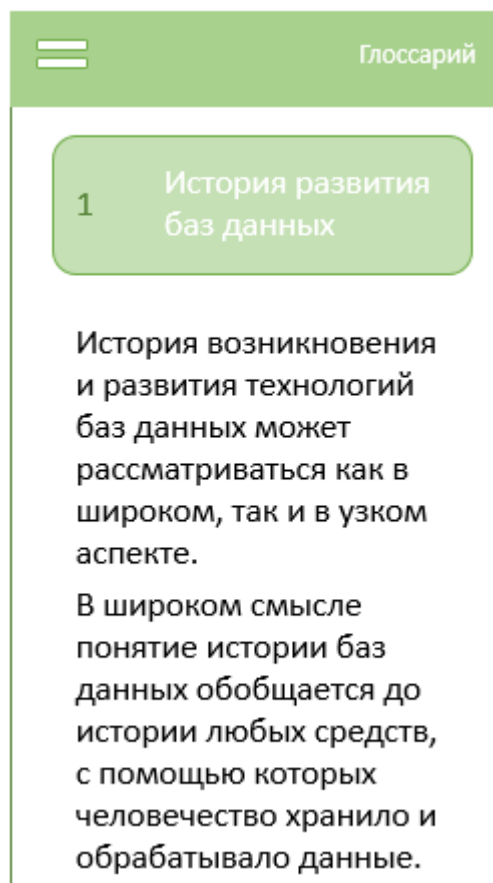 Глоссарий
1
История развития
баз данных
История возникновения
и развития технологий
баз данных может
рассматриваться как в
широком, так и в узком
аспекте.
В широком смысле
понятие истории баз
данных обобщается до
истории любых средств,
с помощью которых
человечество хранило и
обрабатывало данные.